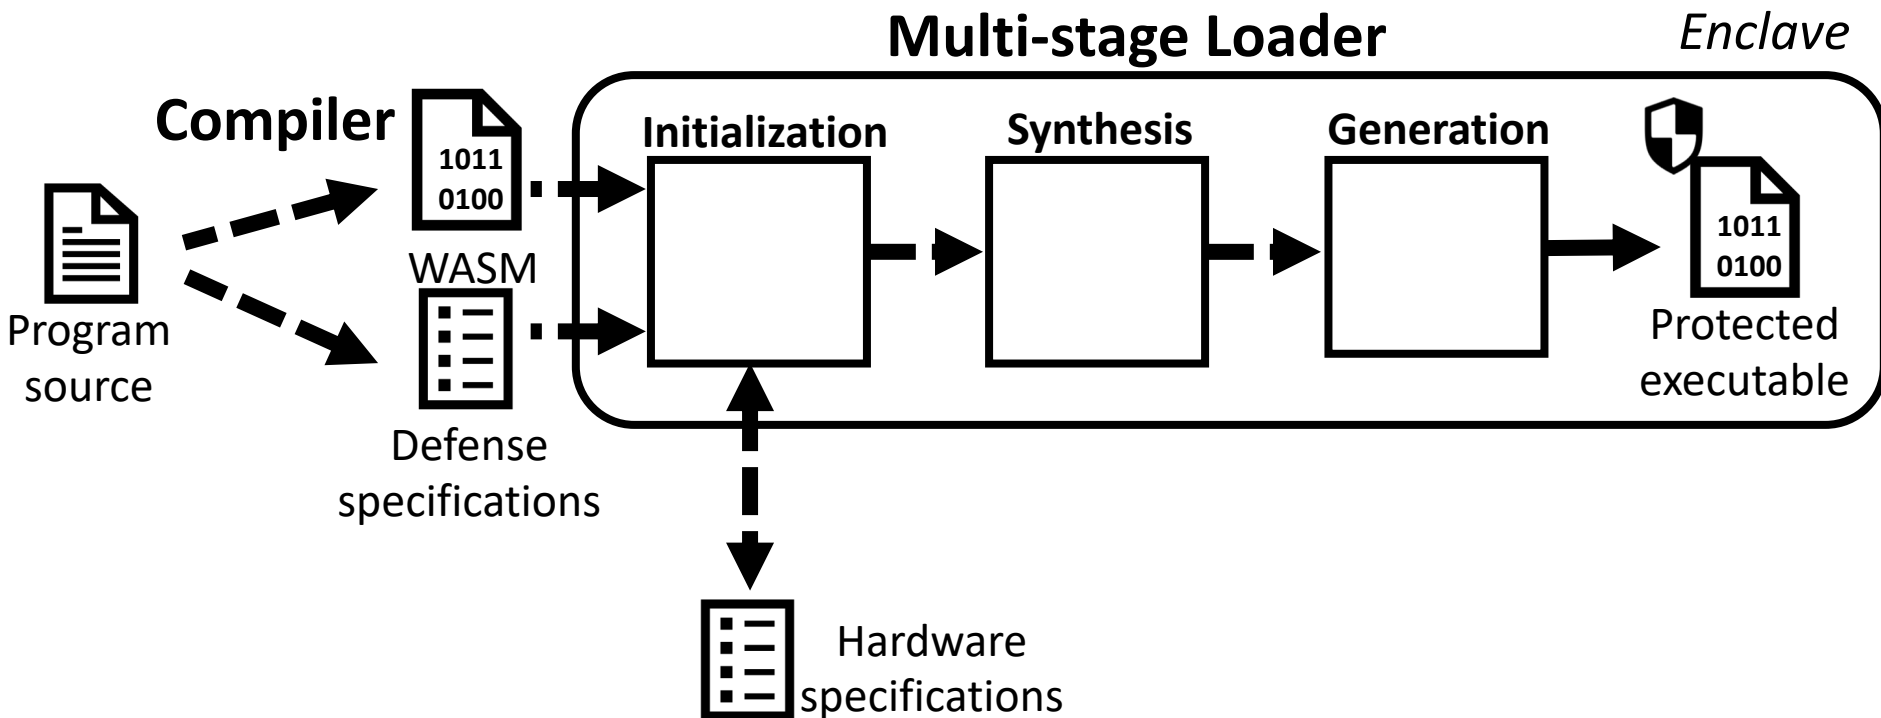 Multi-stage Loader
Enclave
Compiler
Initialization
Synthesis
Generation
1011
0100
WASM
Program
source
Defense
specifications
1011
0100
Protected
executable
Hardware
specifications